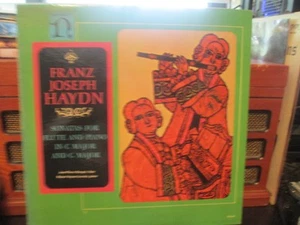 FRANZ
JOSEPH
HAYDN
SONATAS FOR
FLUTE AND PIANO
IN C MAJOR
AND G MAJOR